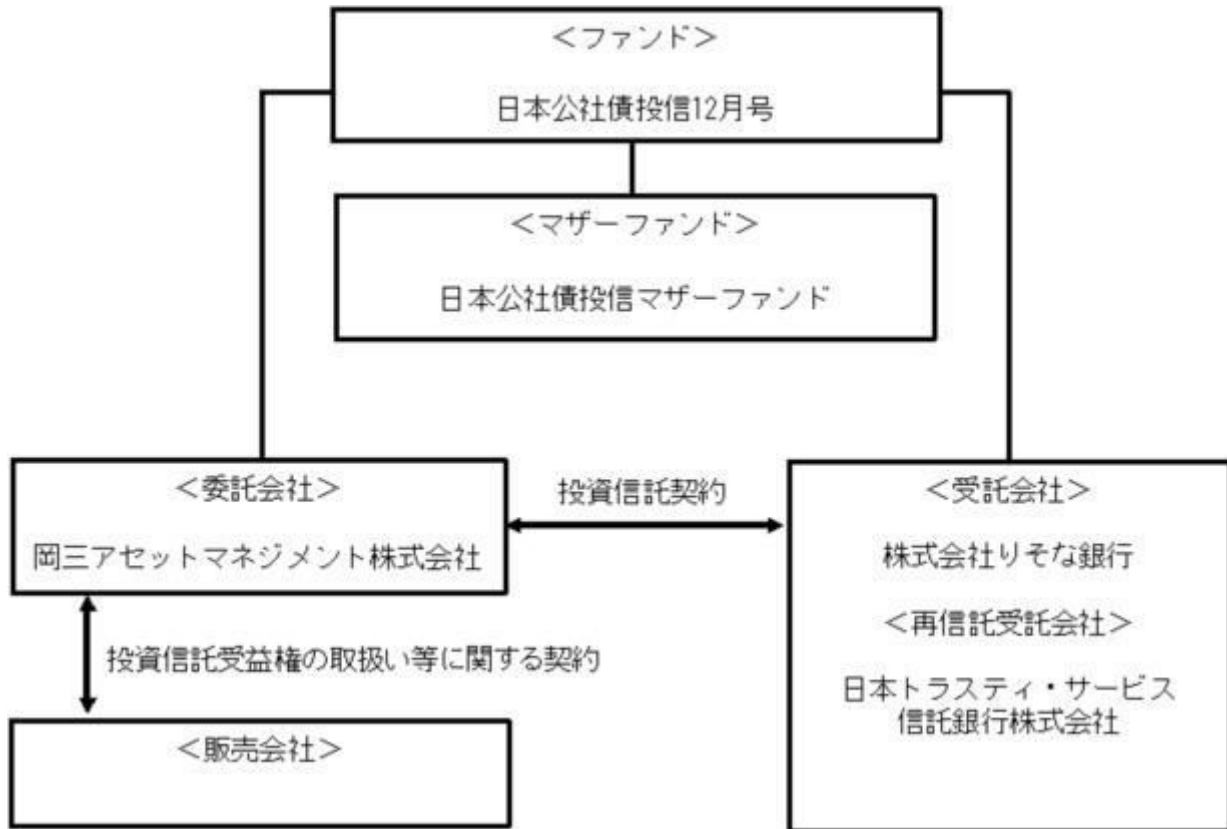 <ファンド>
日本公社債投信12月号
<マザーファンド>
日本公社債投信マザーファンド
<委託会社>
岡三アセットマネジメント株式会社
投資信託契約
<受託会社>
株式会社りそな銀行
<再信託受託会社>
日本トラスティ・サービス
信託銀行株式会社
投資信託受益権の取扱い等に関する契約
<販売会社>